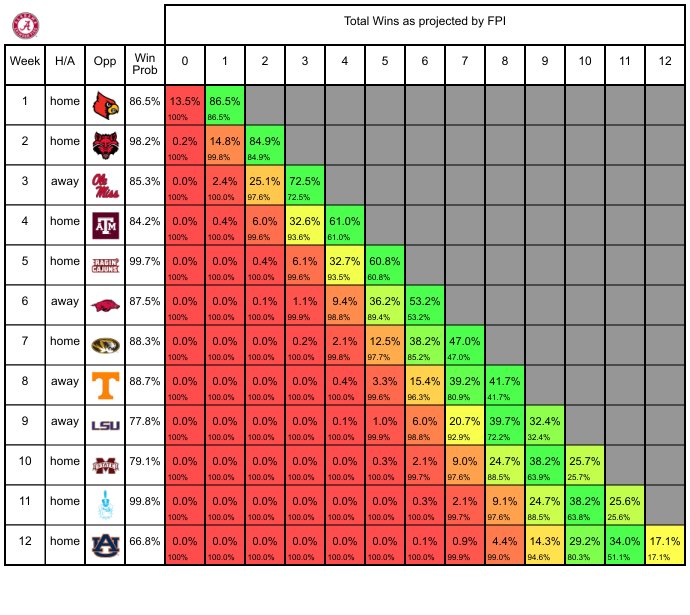 Total Wins as projected by FPI
Week H/A Opp Win Prob 0 1 2 3 4 5 6 7 8 9 10 11 12
1 home 86.5% 13.5% 86.5%
100% 86.5%
2 home 98.2% 0.2% 14.8% 84.9%
100% 99.8% 84.9%
3 away Ole Miss 85.3% 0.0% 2.4% 25.1% 72.5%
100% 100.0% 97.6% 72.5%
4 home ATM 84.2% 0.0% 0.4% 6.0% 32.6% 61.0%
100% 100.0% 99.6% 93.6% 61.0%
5 home RAGIN' CAJUNS 99.7% 0.0% 0.0% 0.4% 6.1% 32.7% 60.8%
100% 100.0% 100.0% 99.6% 93.5% 60.8%
6 away 87.5% 0.0% 0.0% 0.1% 1.1% 9.4% 36.2% 53.2%
100% 100.0% 100.0% 99.9% 98.8% 89.4% 53.2%
7 home 88.3% 0.0% 0.0% 0.0% 0.2% 2.1% 12.5% 38.2% 47.0%
100% 100.0% 100.0% 100.0% 99.8% 97.7% 85.2% 47.0%
8 away T 88.7% 0.0% 0.0% 0.0% 0.0% 0.4% 3.3% 15.4% 39.2% 41.7%
100% 100.0% 100.0% 100.0% 100.0% 99.6% 96.3% 80.9% 41.7%
9 away LSU 77.8% 0.0% 0.0% 0.0% 0.0% 0.1% 1.0% 6.0% 20.7% 39.7% 32.4%
100% 100.0% 100.0% 100.0% 100.0% 99.9% 98.8% 92.9% 72.2% 32.4%
10 home M STATE 79.1% 0.0% 0.0% 0.0% 0.0% 0.0% 0.3% 2.1% 9.0% 24.7% 38.2% 25.7%
100% 100.0% 100.0% 100.0% 100.0% 100.0% 99.7% 97.6% 88.5% 63.9% 25.7%
11 home 99.8% 0.0% 0.0% 0.0% 0.0% 0.0% 0.0% 0.3% 2.1% 9.1% 24.7% 38.2% 25.6%
100% 100.0% 100.0% 100.0% 100.0% 100.0% 100.0% 99.7% 97.6% 88.5% 63.8% 25.6%
12 home AU 66.8% 0.0% 0.0% 0.0% 0.0% 0.0% 0.0% 0.1% 0.9% 4.4% 14.3% 29.2% 34.0% 17.1%
100% 100.0% 100.0% 100.0% 100.0% 100.0% 100.0% 99.9% 99.0% 94.6% 80.3% 51.1% 17.1%